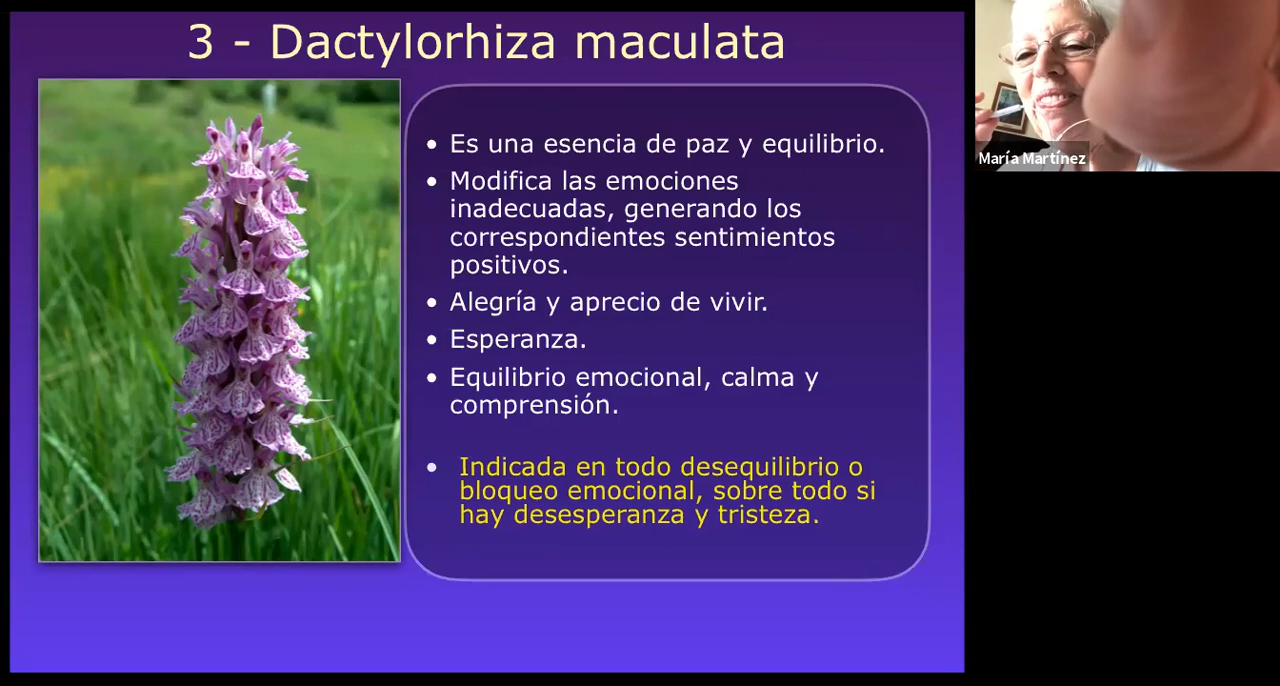 3 - Dactylorhiza maculata
• Es una esencia de paz y equilibrio.
• Modifica las emociones
inadecuadas, generando los
correspondientes sentimientos
positivos.
• Alegría y aprecio de vivir.
• Esperanza.
• Equilibrio emocional, calma y
comprensión.
• Indicada en todo desequilibrio o
bloqueo emocional, sobre todo si
hay desesperanza y tristeza.
María Martínez